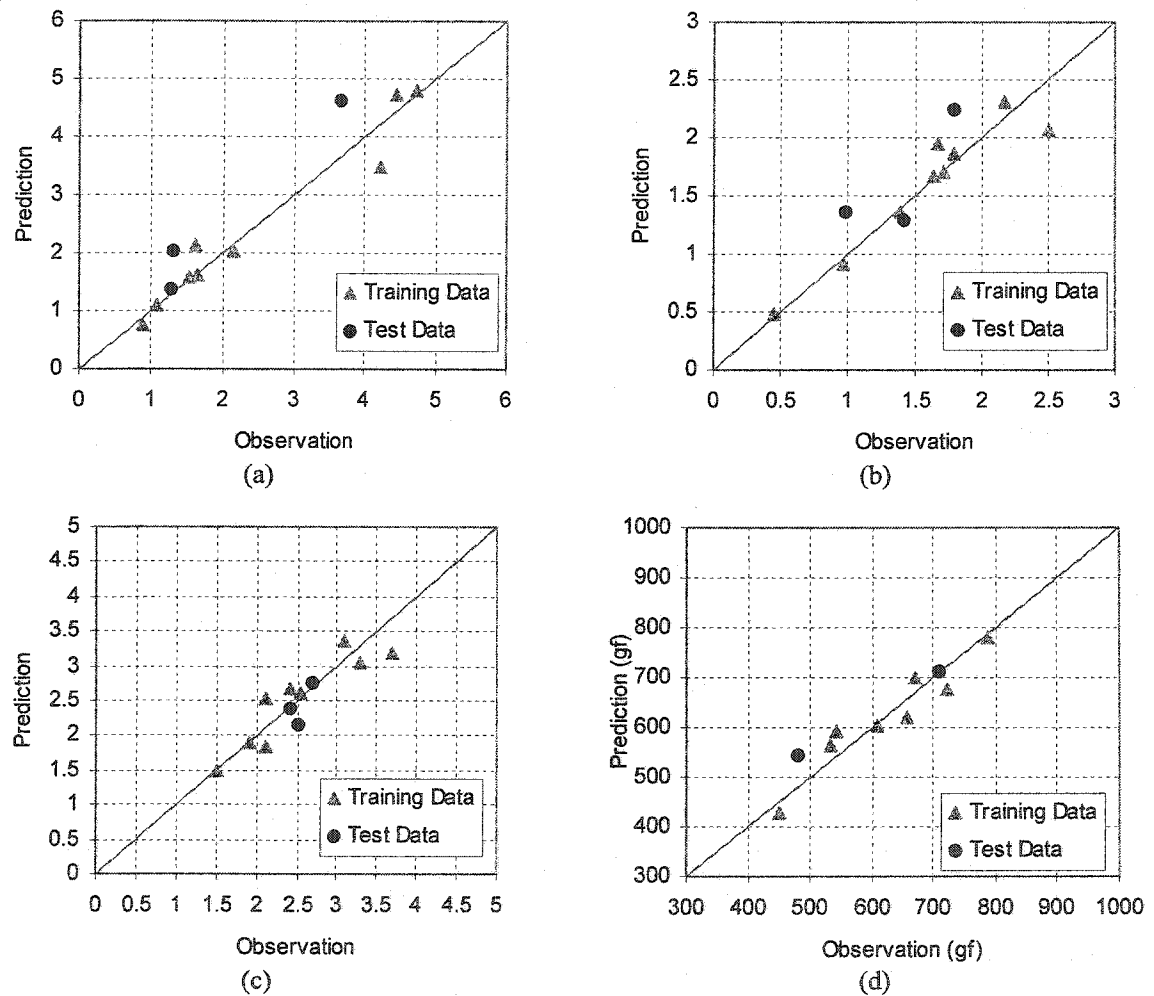 6
5
4
3
2
1
0
Prediction
Training Data
Test Data
0 1 2 3 4 5 6
Observation
(a)
3
2.5
2
1.5
1
0.5
0
Prediction
Training Data
Test Data
0 0.5 1 1.5 2 2.5 3
Observation
(b)
5
4.5
4
3.5
3
2.5
2
1.5
1
0.5
0
Prediction
Training Data
Test Data
0 0.5 1 1.5 2 2.5 3 3.5 4 4.5 5
Observation
(c)
1000
900
800
700
600
500
400
300
Prediction (gf)
Training Data
Test Data
300 400 500 600 700 800 900 1000
Observation (gf)
(d)